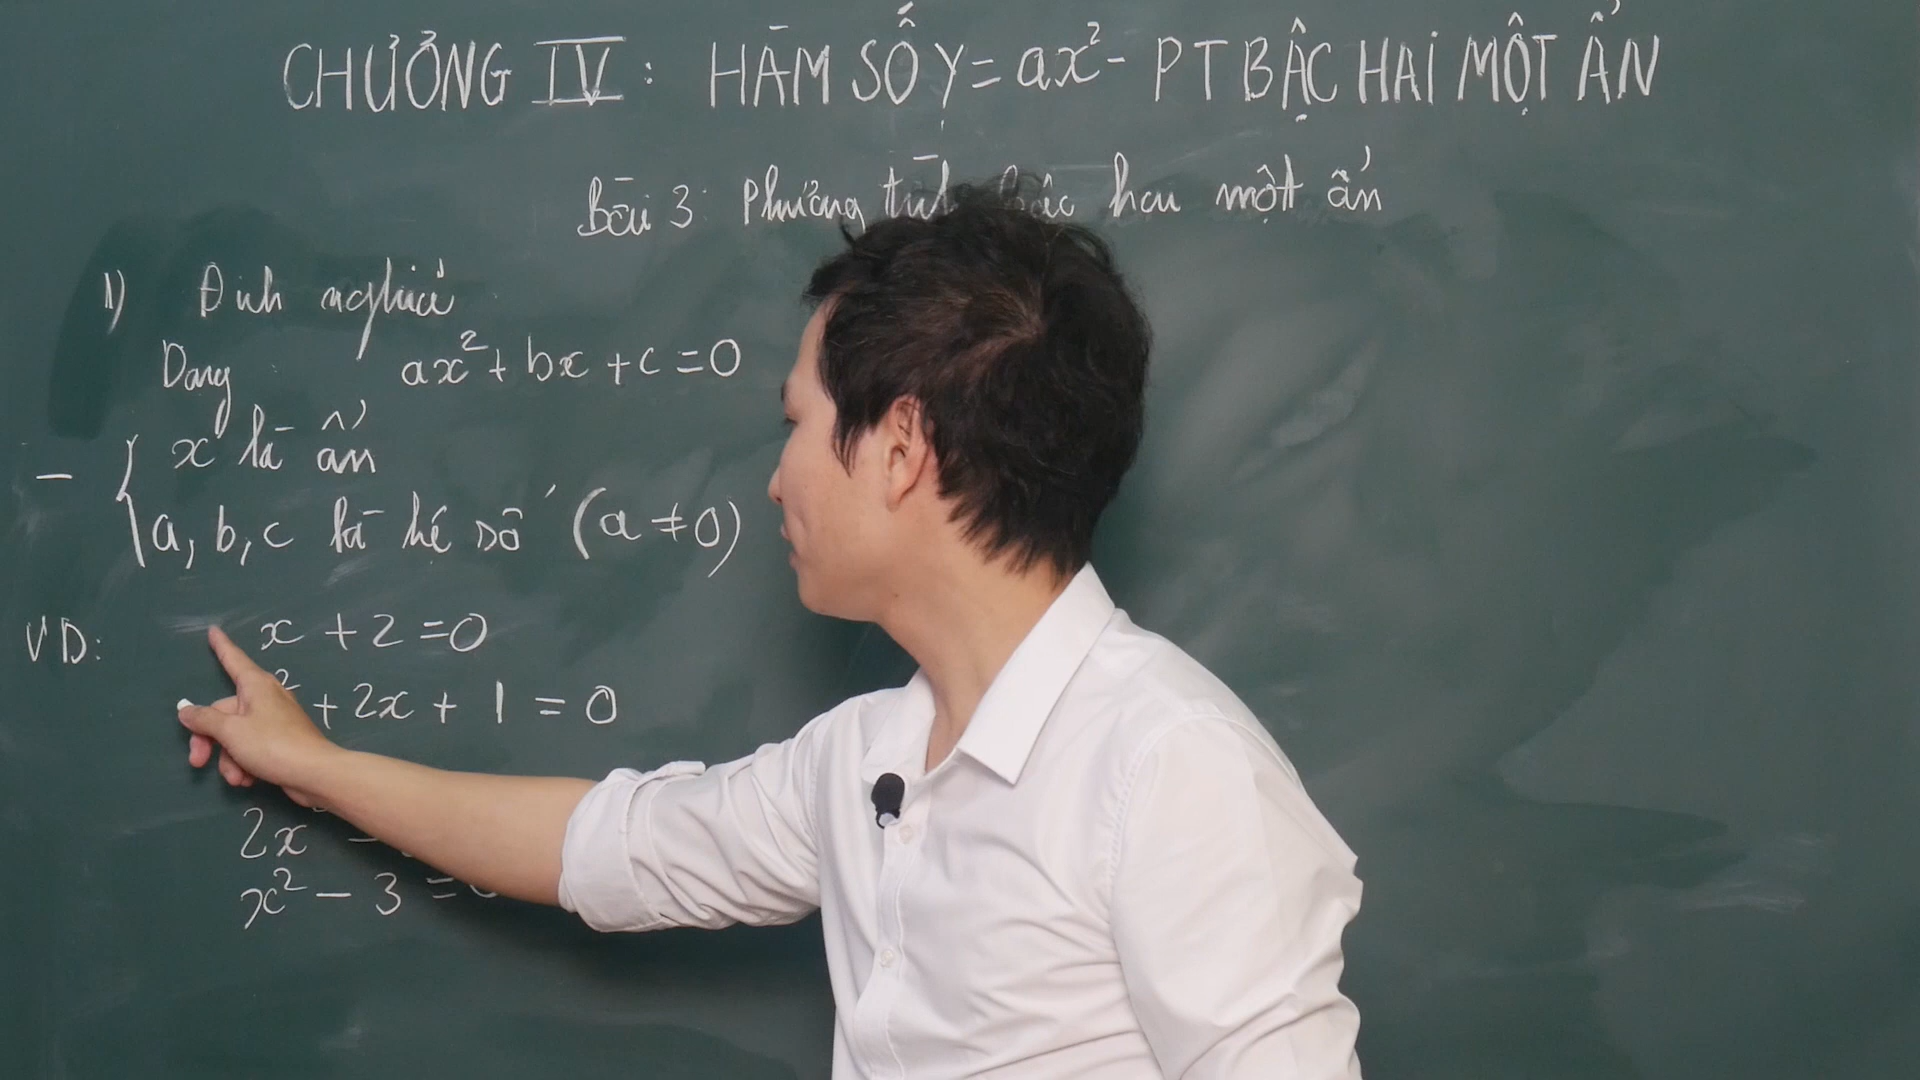 CHƯƠNG IV: HÀM SỐ Y = ax² - PT BẬC HAI MỘT ẨN
Bài 3: Phương bậc hai một ẩn
1) Định nghĩa
Dạng: ax² + bx + c = 0
- { x là ẩn
a, b, c là hệ số (a ≠ 0)
VD: x + 2 = 0
² + 2x + 1 = 0
2x -
x² - 3 =